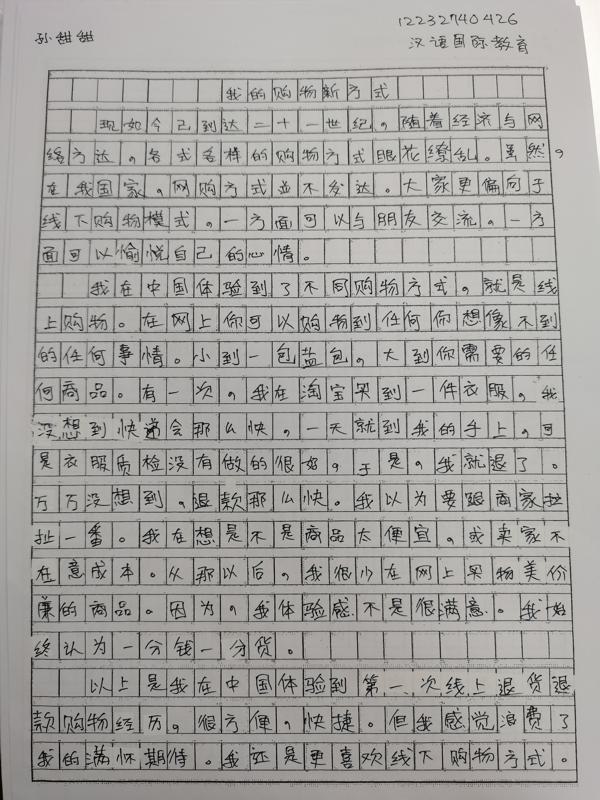 12232740426
孙甜甜
汉语国际教育
我的购物新方式
现如今已到达二十一世纪，随着经济与网
络方达，各式各样的购物方式眼花缭乱。虽然，
在我国家，网购方式并不发达。大家更偏向于
线下购物模式，一方面可以与朋友交流，一方
面可以愉悦自己的心情。
我在中国体验到了不同购物方式，就是线
上购物。在网上你可以购物到任何你想像不到
的任何事情。小到一包盐包，大到你需要的任
何商品。有一次，我在淘宝买到一件衣服，我
没想到快递会那么快，一天就到我的手上，可
是衣服质检没有做的很好，于是，我就退了。
万万没想到，退款那么快。我以为要跟商家扯
扯一番。我在想是不是商品太便宜，或卖家不
在意成本。从那以后，我很少在网上买物美价
廉的商品。因为，我体验感不是很满意。我始
终认为一分钱一分货。
以上是我在中国体验到第一次线上退货退
款购物经历。很方便，快捷。但我感觉浪费了
我的满怀期待。我还是更喜欢线下购物方式。